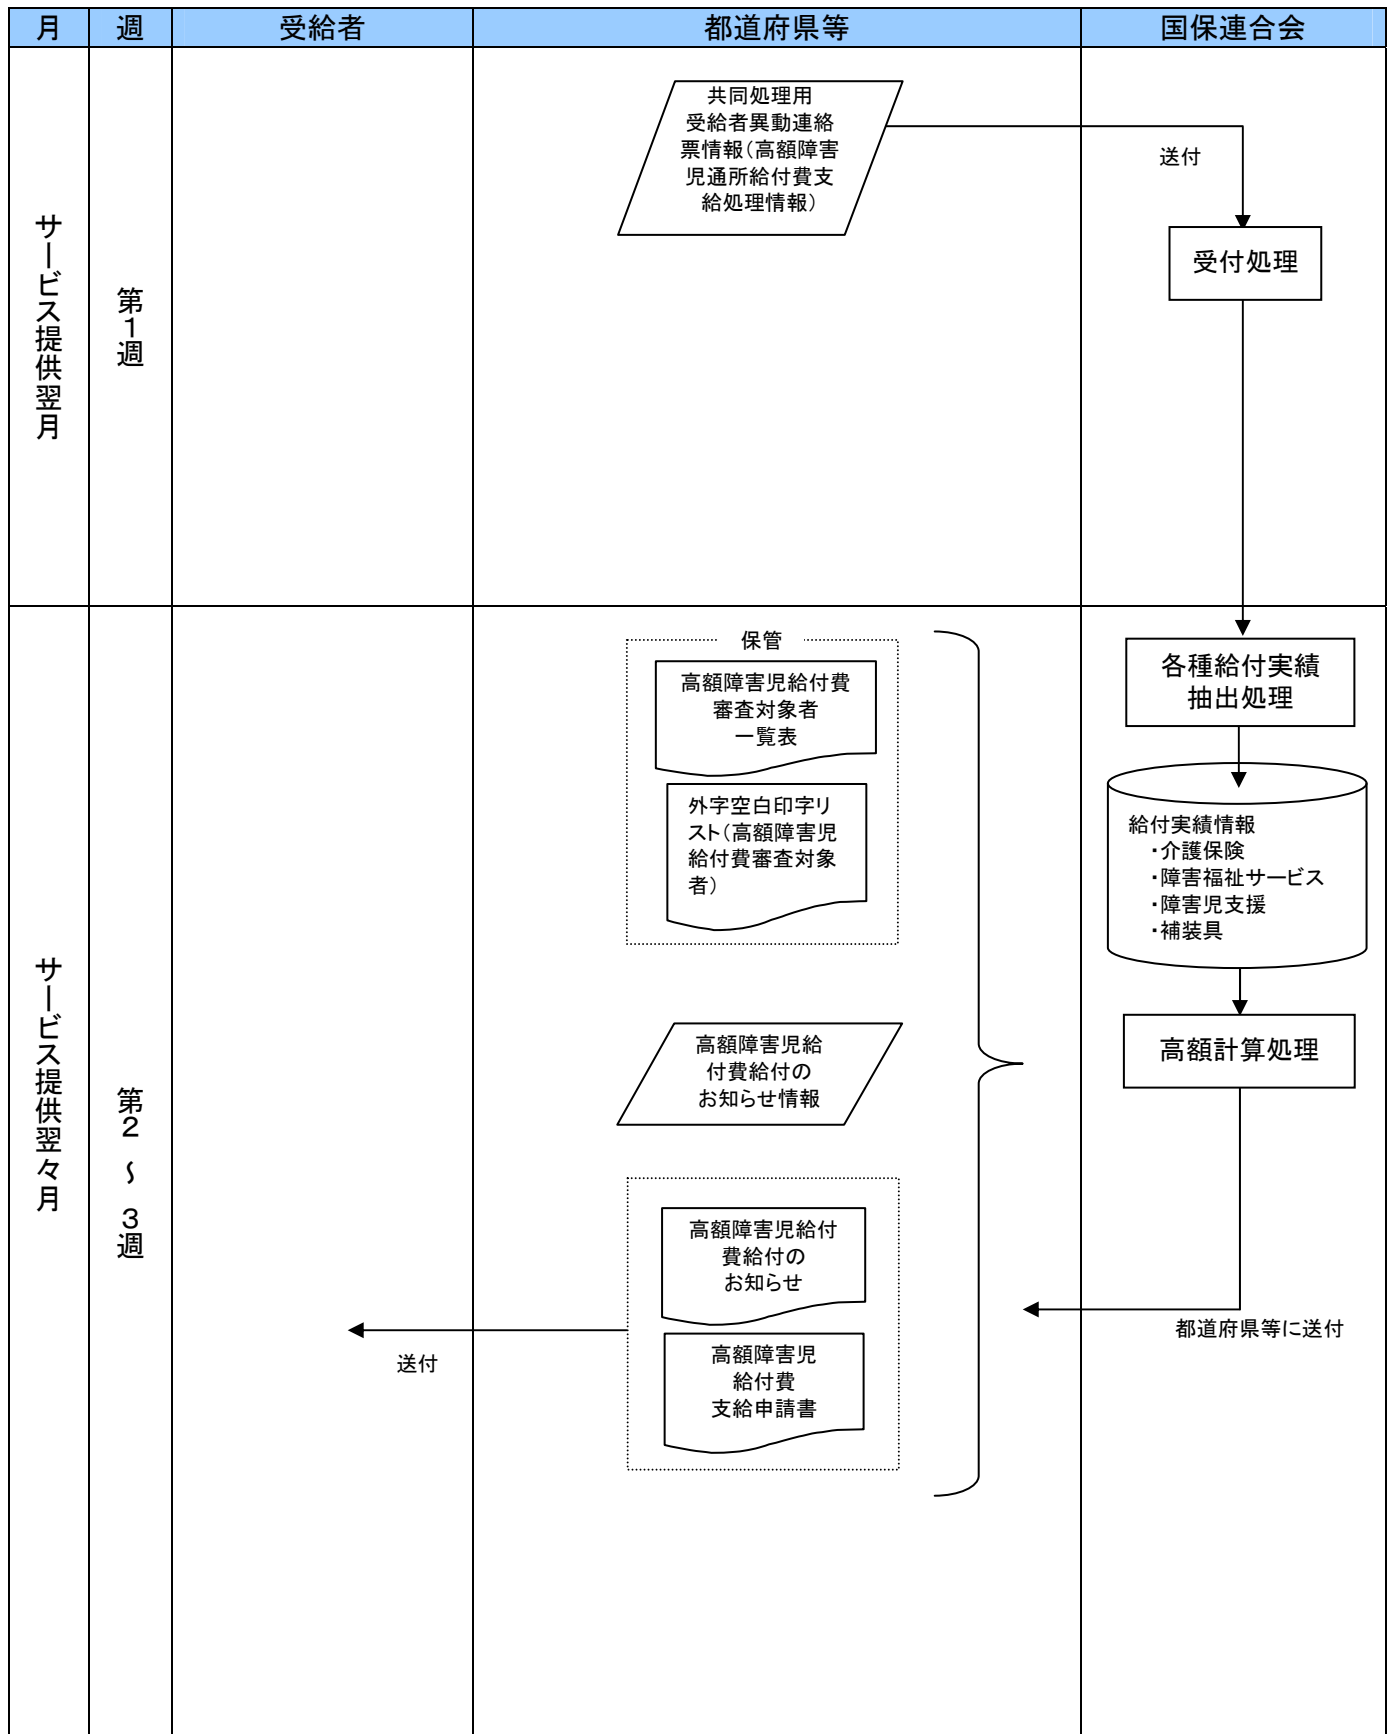 月 週 受給者 都道府県等 国保連合会
サービス提供翌月
第1週
共同処理用
受給者異動連絡
票情報（高額障害
児通所給付費支
給処理情報）
送付
受付処理
サービス提供翌々月
第2～3週
保管
高額障害児給付費
審査対象者
一覧表
外字空白印字リ
スト（高額障害児
給付費審査対象
者）
高額障害児給
付費給付の
お知らせ情報
高額障害児給付
費給付の
お知らせ
高額障害児
給付費
支給申請書
送付
各種給付実績
抽出処理
給付実績情報
・介護保険
・障害福祉サービス
・障害児支援
・補装具
高額計算処理
都道府県等に送付